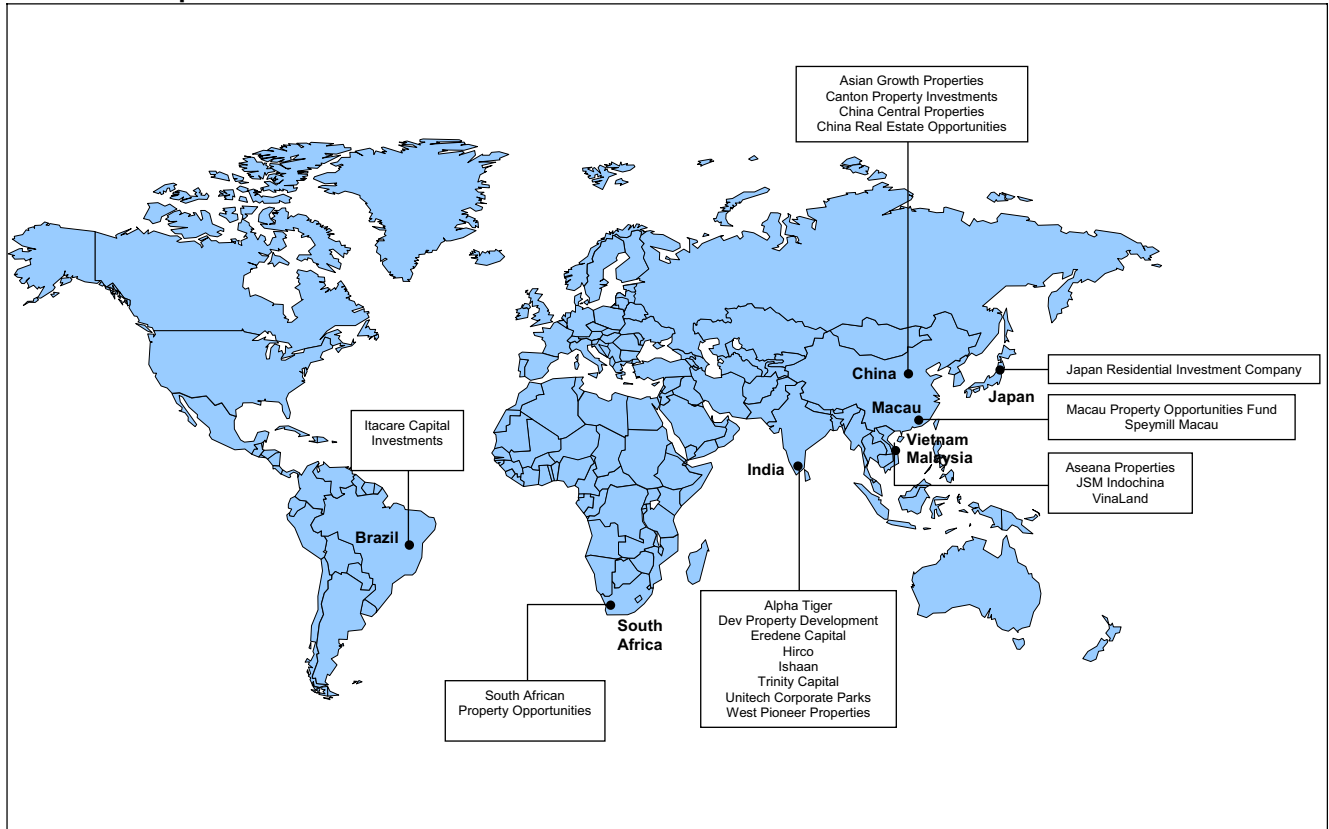 Asian Growth Properties
Canton Property Investments
China Central Properties
China Real Estate Opportunities
China
Japan Residential Investment Company
Japan
Macau
Macau Property Opportunities Fund
Speymill Macau
Itacare Capital
Investments
Vietnam
Malaysia
India
Aseana Properties
JSM Indochina
VinaLand
Brazil
Alpha Tiger
Dev Property Development
Eredene Capital
Hirco
Ishaan
Trinity Capital
Unitech Corporate Parks
West Pioneer Properties
South
Africa
South African
Property Opportunities